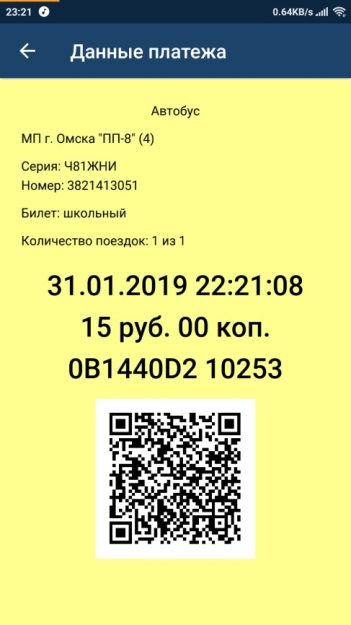 23:21 0.64KB/s
Данные платежа
Автобус
МП г. Омска "ПП-8" (4)
Серия: Ч81ЖНИ
Номер: 3821413051
Билет: школьный
Количество поездок: 1 из 1
31.01.2019 22:21:08
15 руб. 00 коп.
0B1440D2 10253